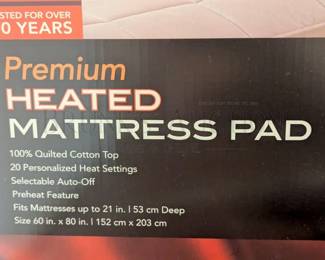 STED FOR OVER
0 YEARS
Premium
HEATED
MATTRESS PAD
100% Quilted Cotton Top
20 Personalized Heat Settings
Selectable Auto-Off
Preheat Feature
Fits Mattresses up to 21 in. | 53 cm Deep
Size 60 in. x 80 in. | 152 cm x 203 cm